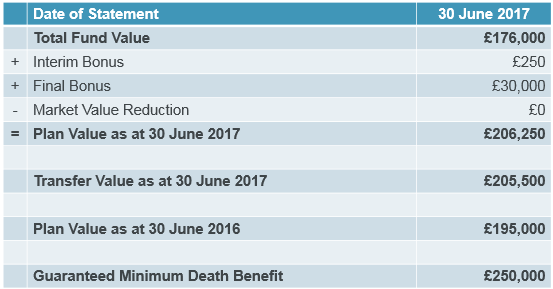 Date of Statement 30 June 2017
Total Fund Value £176,000
+ Interim Bonus £250
+ Final Bonus £30,000
- Market Value Reduction £0
= Plan Value as at 30 June 2017 £206,250
Transfer Value as at 30 June 2017 £205,500
Plan Value as at 30 June 2016 £195,000
Guaranteed Minimum Death Benefit £250,000